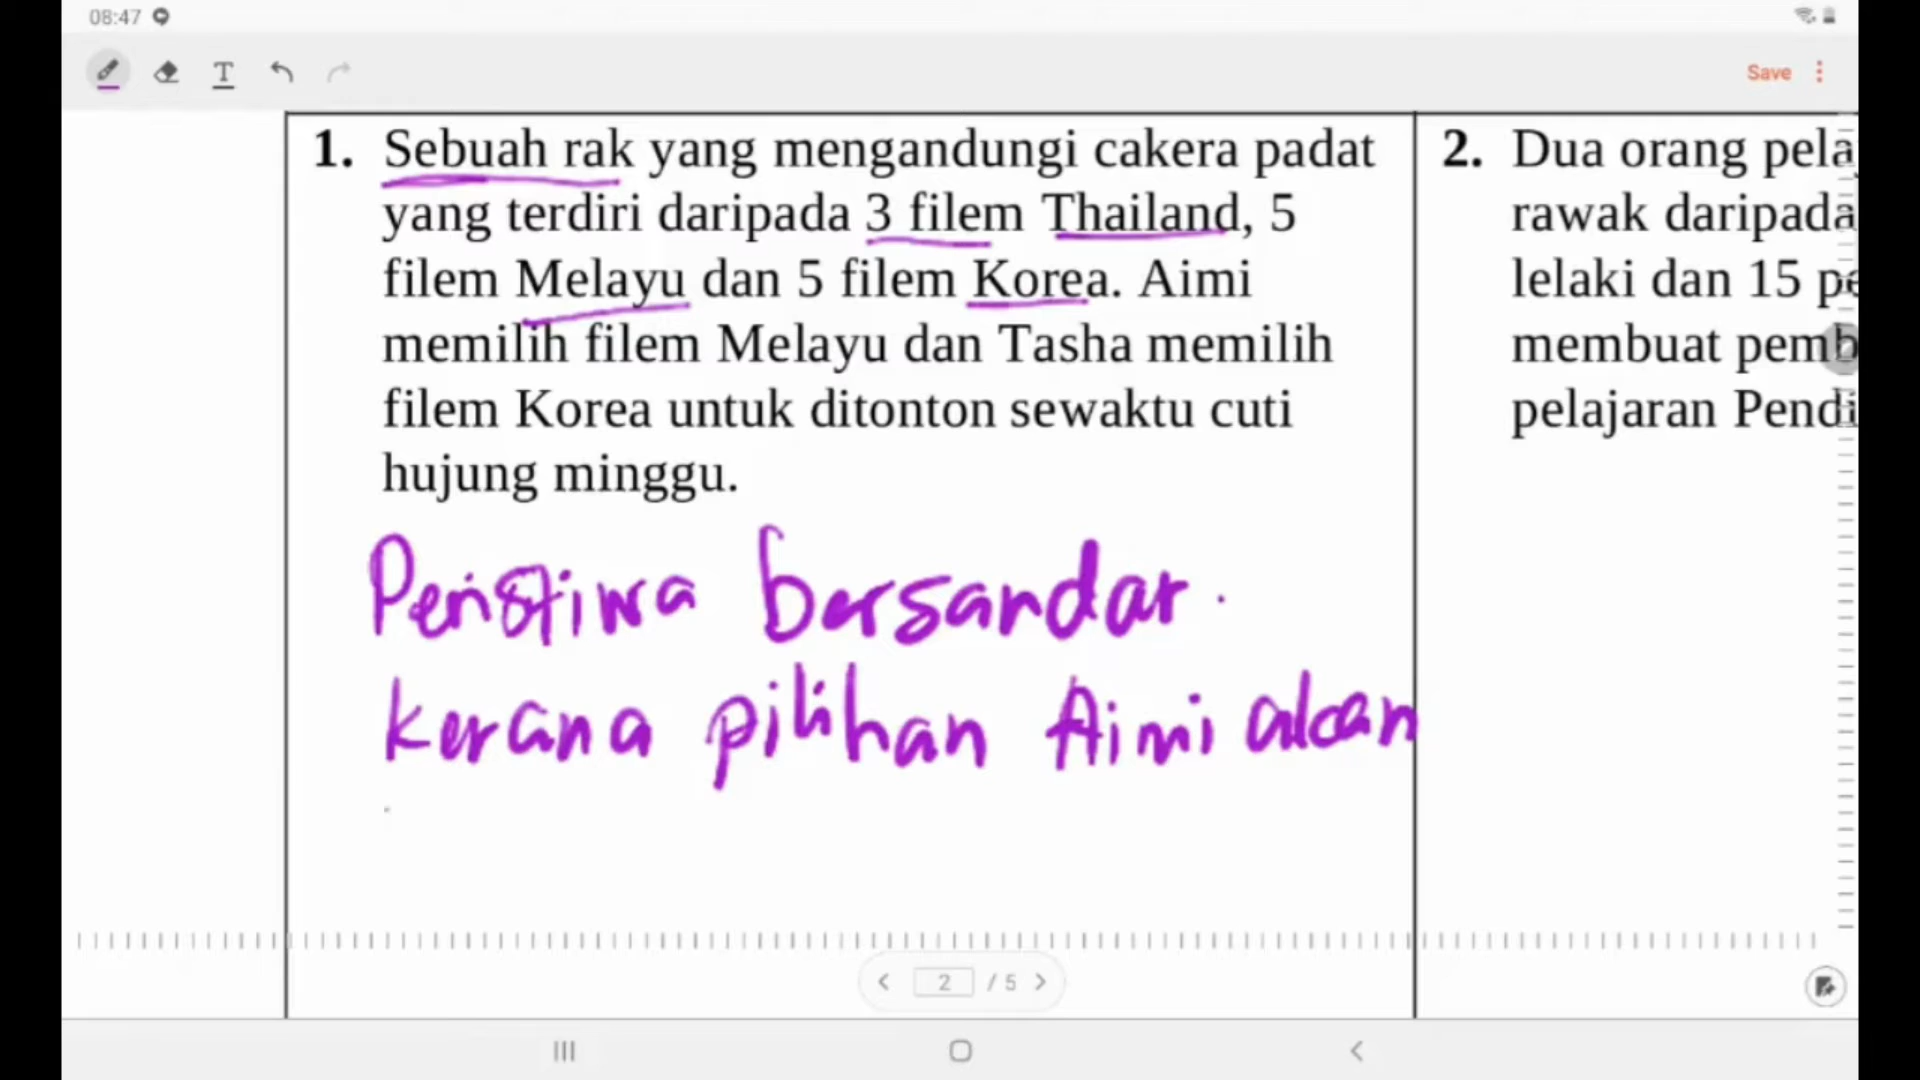 08:47
T
Save
1. Sebuah rak yang mengandungi cakera padat
yang terdiri daripada 3 filem Thailand, 5
filem Melayu dan 5 filem Korea. Aimi
memilih filem Melayu dan Tasha memilih
filem Korea untuk ditonton sewaktu cuti
hujung minggu.
Peristiwa bersandar.
kerana pilihan Aimi akan
2. Dua orang pela
rawak daripada
lelaki dan 15 pe
membuat pemb
pelajaran Pendi
2 / 5